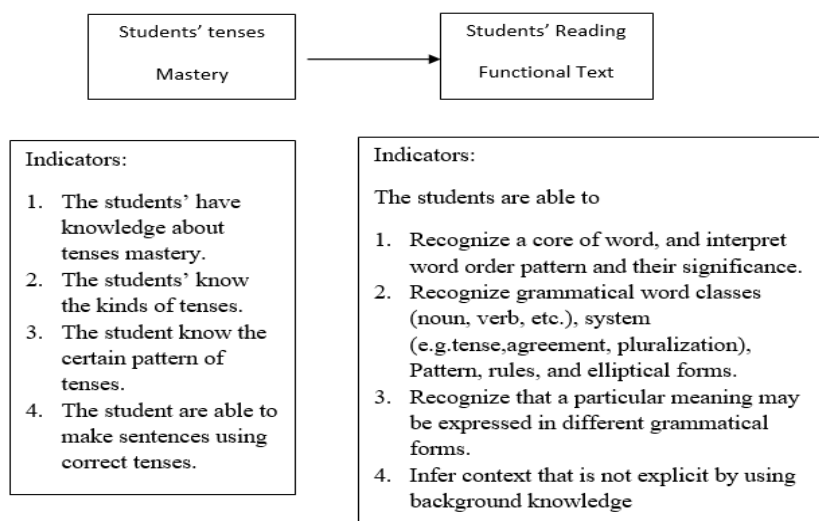 Students’ tenses
Mastery
Students’ Reading
Functional Text
Indicators:
1. The students’ have
knowledge about
tenses mastery.
2. The students’ know
the kinds of tenses.
3. The student know the
certain pattern of
tenses.
4. The student are able to
make sentences using
correct tenses.
Indicators:
The students are able to
1. Recognize a core of word, and interpret
word order pattern and their significance.
2. Recognize grammatical word classes
(noun, verb, etc.), system
(e.g.tense,agreement, pluralization),
Pattern, rules, and elliptical forms.
3. Recognize that a particular meaning may
be expressed in different grammatical
forms.
4. Infer context that is not explicit by using
background knowledge